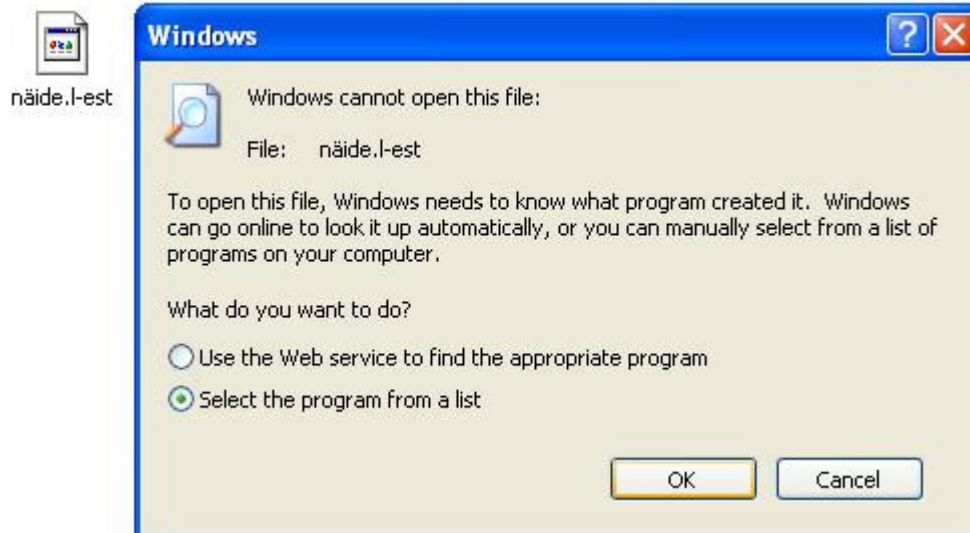 näide.l-est
Windows
Windows cannot open this file:
File: näide.l-est
To open this file, Windows needs to know what program created it. Windows
can go online to look it up automatically, or you can manually select from a list of
programs on your computer.
What do you want to do?
Use the Web service to find the appropriate program
Select the program from a list
OK Cancel